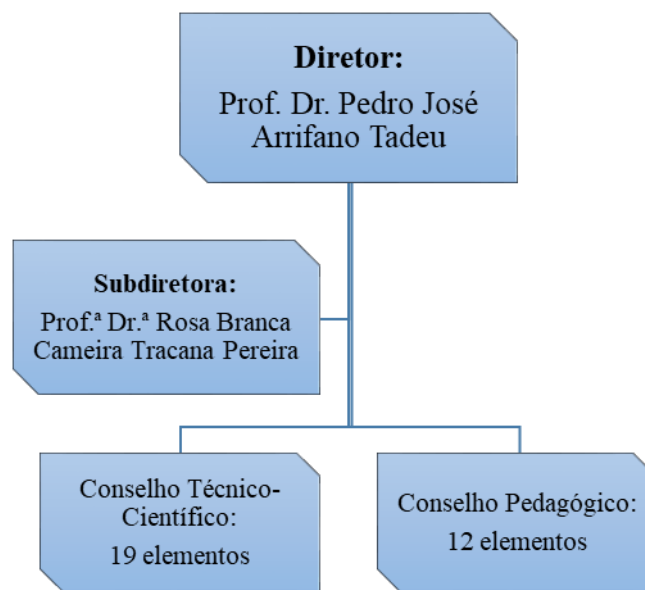 Diretor:
Prof. Dr. Pedro José
Arrifano Tadeu
Subdiretora:
Prof.ª Dr.ª Rosa Branca
Cameira Tracana Pereira
Conselho Técnico-
Científico:
19 elementos
Conselho Pedagógico:
12 elementos